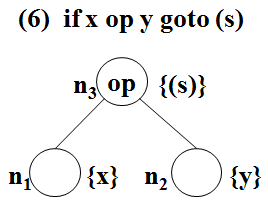 (6) if x op y goto (s)
n3 op {(s)}
n1 {x} n2 {y}